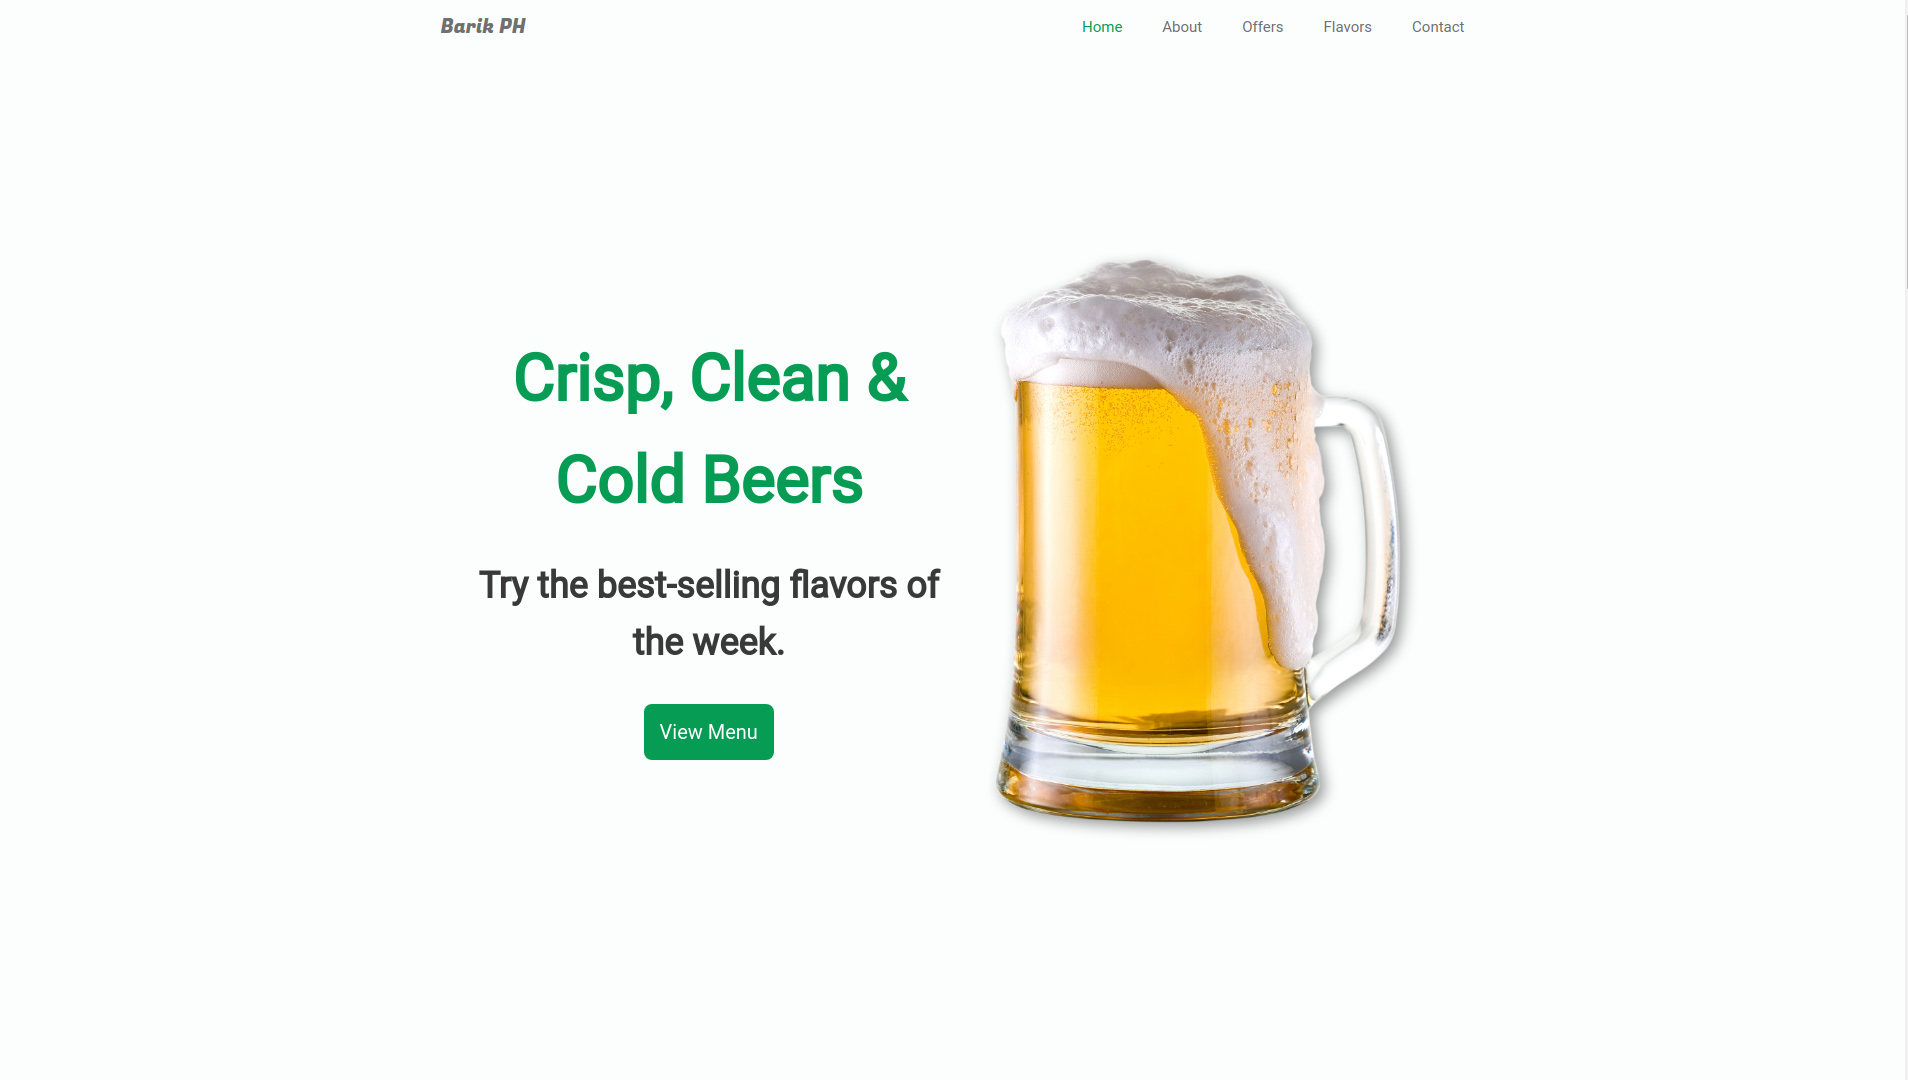 Barik PH
Home About Offers Flavors Contact
Crisp, Clean &
Cold Beers
Try the best-selling flavors of
the week.
View Menu